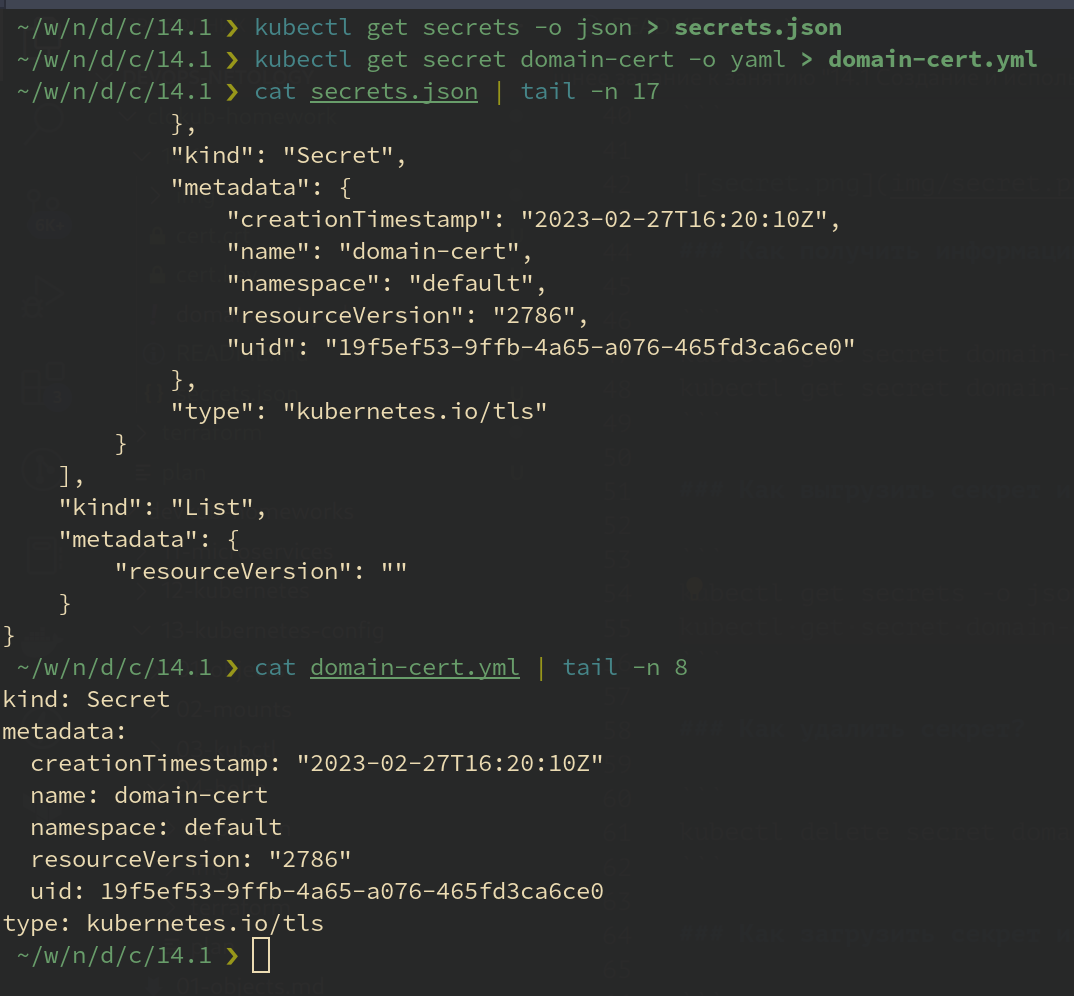 ~/w/n/d/c/14.1 ❯ kubectl get secrets -o json > secrets.json
~/w/n/d/c/14.1 ❯ kubectl get secret domain-cert -o yaml > domain-cert.yml
~/w/n/d/c/14.1 ❯ cat secrets.json | tail -n 17
            },
            "kind": "Secret",
            "metadata": {
                "creationTimestamp": "2023-02-27T16:20:10Z",
                "name": "domain-cert",
                "namespace": "default",
                "resourceVersion": "2786",
                "uid": "19f5ef53-9ffb-4a65-a076-465fd3ca6ce0"
            },
            "type": "kubernetes.io/tls"
        }
    ],
    "kind": "List",
    "metadata": {
        "resourceVersion": ""
    }
}
~/w/n/d/c/14.1 ❯ cat domain-cert.yml | tail -n 8
kind: Secret
metadata:
  creationTimestamp: "2023-02-27T16:20:10Z"
  name: domain-cert
  namespace: default
  resourceVersion: "2786"
  uid: 19f5ef53-9ffb-4a65-a076-465fd3ca6ce0
type: kubernetes.io/tls
~/w/n/d/c/14.1 ❯